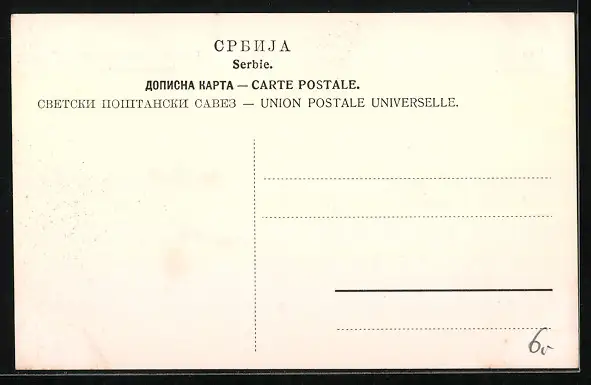 СРБИЈА
Serbie.
ДОПИСНА КАРТА — CARTE POSTALE.
СВЕТСКИ ПОШТАНСКИ САВЕЗ — UNION POSTALE UNIVERSELLE.
6,-